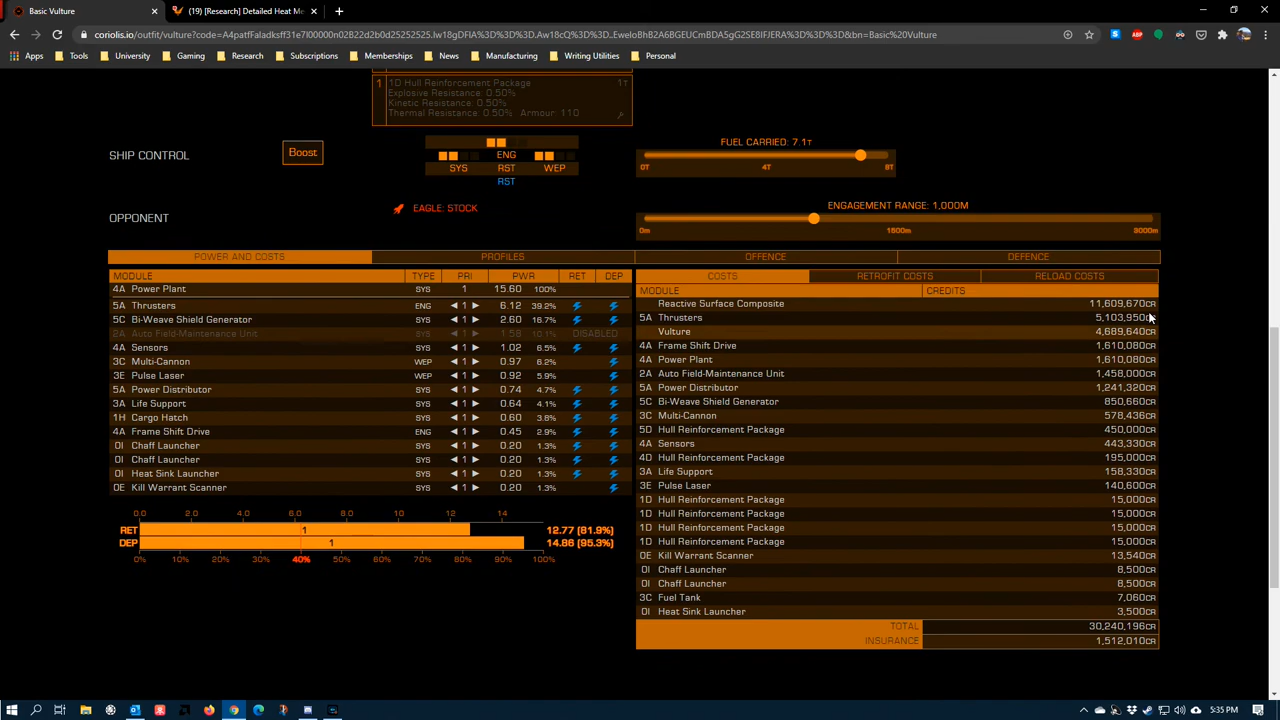 Basic Vulture
(19) [Research] Detailed Heat Me
coriolis.io/outfit/vulture?code=A4patfFaladksff31e7l00000n02B22d2b0d25252525.Iw18gDFIA%3D%3D%3D.Aw18cQ%3D%3D%3D..EweloBhB2A6BGEUCmBDA5gG2SE8IFJERA%3D%3D%3D&bn=Basic%20Vulture
Apps
Tools
University
Gaming
Research
Subscriptions
Shopping
News
Manufacturing
Writing Utilities
Personal
1 1D Hull Reinforcement Package 1T
Explosive Resistance: 0.50%
Kinetic Resistance: 0.50%
Thermal Resistance: 0.50% Armour: 110
SHIP CONTROL
Boost
ENG
SYS RST WEP
RST
FUEL CARRIED: 7.1T
0T 4T 8T
OPPONENT
EAGLE: STOCK
ENGAGEMENT RANGE: 1,000M
0m 1500m 3000m
POWER AND COSTS PROFILES OFFENCE DEFENCE
MODULE TYPE PRI PWR RET DEP
4A Power Plant SYS 1 15.60 100%
5A Thrusters ENG 1 6.12 39.2%
5C Bi-Weave Shield Generator SYS 1 2.60 16.7%
2A Auto Field-Maintenance Unit SYS 1 1.58 10.1% DISABLED
4A Sensors SYS 1 1.02 6.5%
3C Multi-Cannon WEP 1 0.97 6.2%
3E Pulse Laser WEP 1 0.92 5.9%
5A Power Distributor SYS 1 0.74 4.7%
3A Life Support SYS 1 0.64 4.1%
1H Cargo Hatch SYS 1 0.60 3.8%
4A Frame Shift Drive ENG 1 0.45 2.9%
0I Chaff Launcher SYS 1 0.20 1.3%
0I Chaff Launcher SYS 1 0.20 1.3%
0I Heat Sink Launcher SYS 1 0.20 1.3%
0E Kill Warrant Scanner SYS 1 0.20 1.3%
0.0 2.0 4.0 6.0 8.0 10 12 14
RET 1 12.77 (81.9%)
DEP 1 14.86 (95.3%)
0% 10% 20% 30% 40% 50% 60% 70% 80% 90% 100%
COSTS RETROFIT COSTS RELOAD COSTS
MODULE CREDITS
Reactive Surface Composite 11,609,670CR
5A Thrusters 5,103,950CR
Vulture 4,689,640CR
4A Frame Shift Drive 1,610,080CR
4A Power Plant 1,610,080CR
2A Auto Field-Maintenance Unit 1,458,000CR
5A Power Distributor 1,241,320CR
5C Bi-Weave Shield Generator 850,660CR
3C Multi-Cannon 578,436CR
5D Hull Reinforcement Package 450,000CR
4A Sensors 443,330CR
4D Hull Reinforcement Package 195,000CR
3A Life Support 158,330CR
3E Pulse Laser 140,600CR
1D Hull Reinforcement Package 15,000CR
1D Hull Reinforcement Package 15,000CR
1D Hull Reinforcement Package 15,000CR
1D Hull Reinforcement Package 15,000CR
0E Kill Warrant Scanner 13,540CR
0I Chaff Launcher 8,500CR
0I Chaff Launcher 8,500CR
3C Fuel Tank 7,060CR
0I Heat Sink Launcher 3,500CR
TOTAL 30,240,196CR
INSURANCE 1,512,010CR
5:35 PM